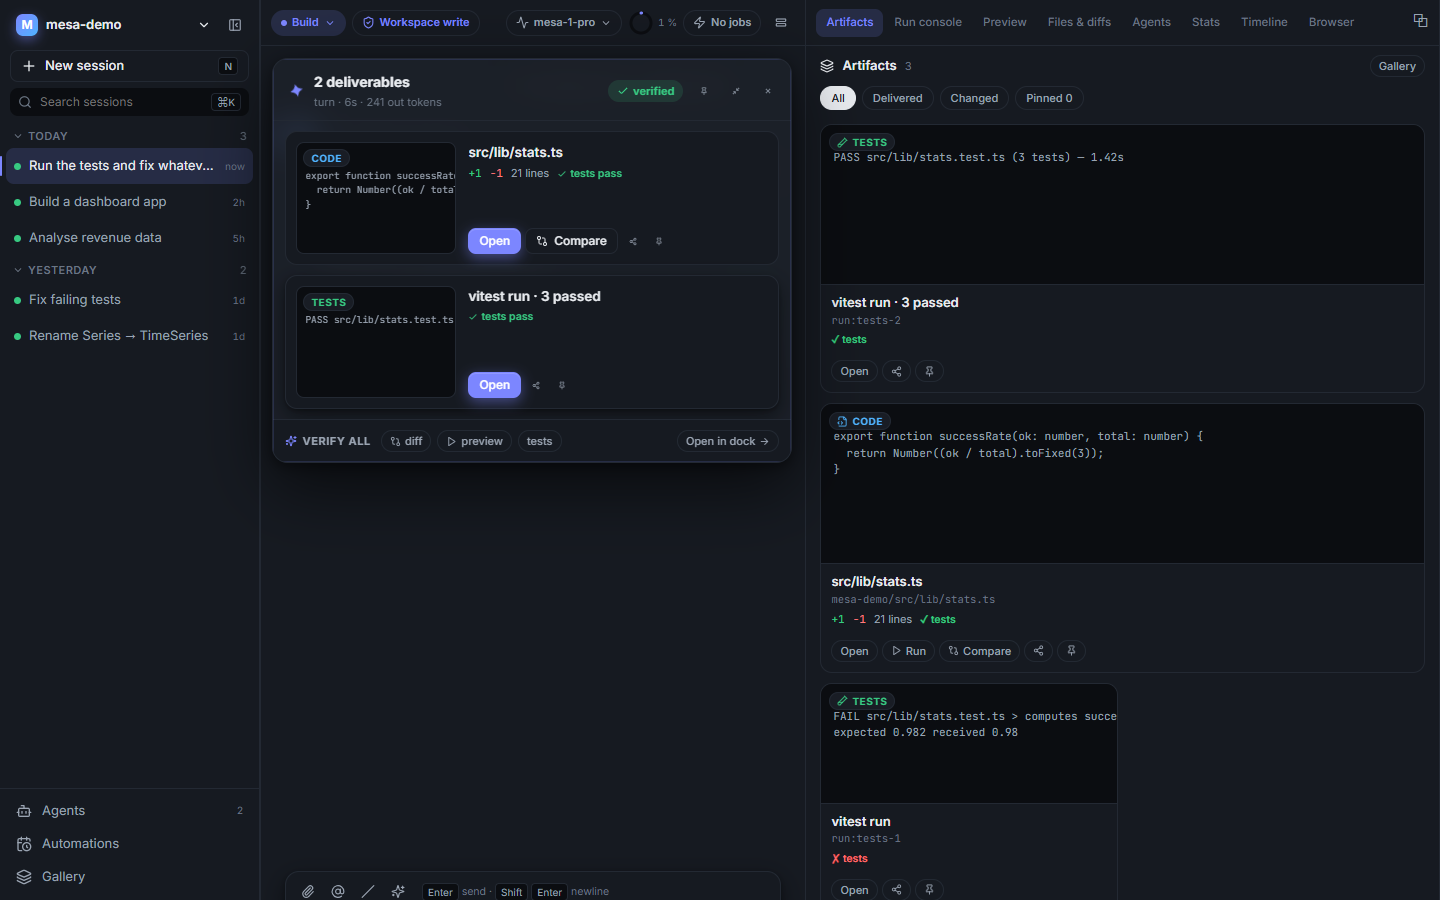 M mesa-demo
New session N
Search sessions ⌘K
TODAY 3
Run the tests and fix whatev... now
Build a dashboard app 2h
Analyse revenue data 5h
YESTERDAY 2
Fix failing tests 1d
Rename Series → TimeSeries 1d
Agents 2
Automations
Gallery
Build Workspace write mesa-1-pro 1 % No jobs
2 deliverables
turn · 6s · 241 out tokens
verified
CODE
export function successRate
return Number((ok / total
}
src/lib/stats.ts
+1 -1 21 lines ✓ tests pass
Open Compare
TESTS
PASS src/lib/stats.test.ts
vitest run · 3 passed
✓ tests pass
Open
VERIFY ALL diff preview tests Open in dock →
Enter send · Shift Enter newline
Artifacts Run console Preview Files & diffs Agents Stats Timeline Browser
Artifacts 3 Gallery
All Delivered Changed Pinned 0
TESTS
PASS src/lib/stats.test.ts (3 tests) — 1.42s
vitest run · 3 passed
run:tests-2
✓ tests
Open
CODE
export function successRate(ok: number, total: number) {
return Number((ok / total).toFixed(3));
}
src/lib/stats.ts
mesa-demo/src/lib/stats.ts
+1 -1 21 lines ✓ tests
Open Run Compare
TESTS
FAIL src/lib/stats.test.ts > computes succe
expected 0.982 received 0.98
vitest run
run:tests-1
✗ tests
Open